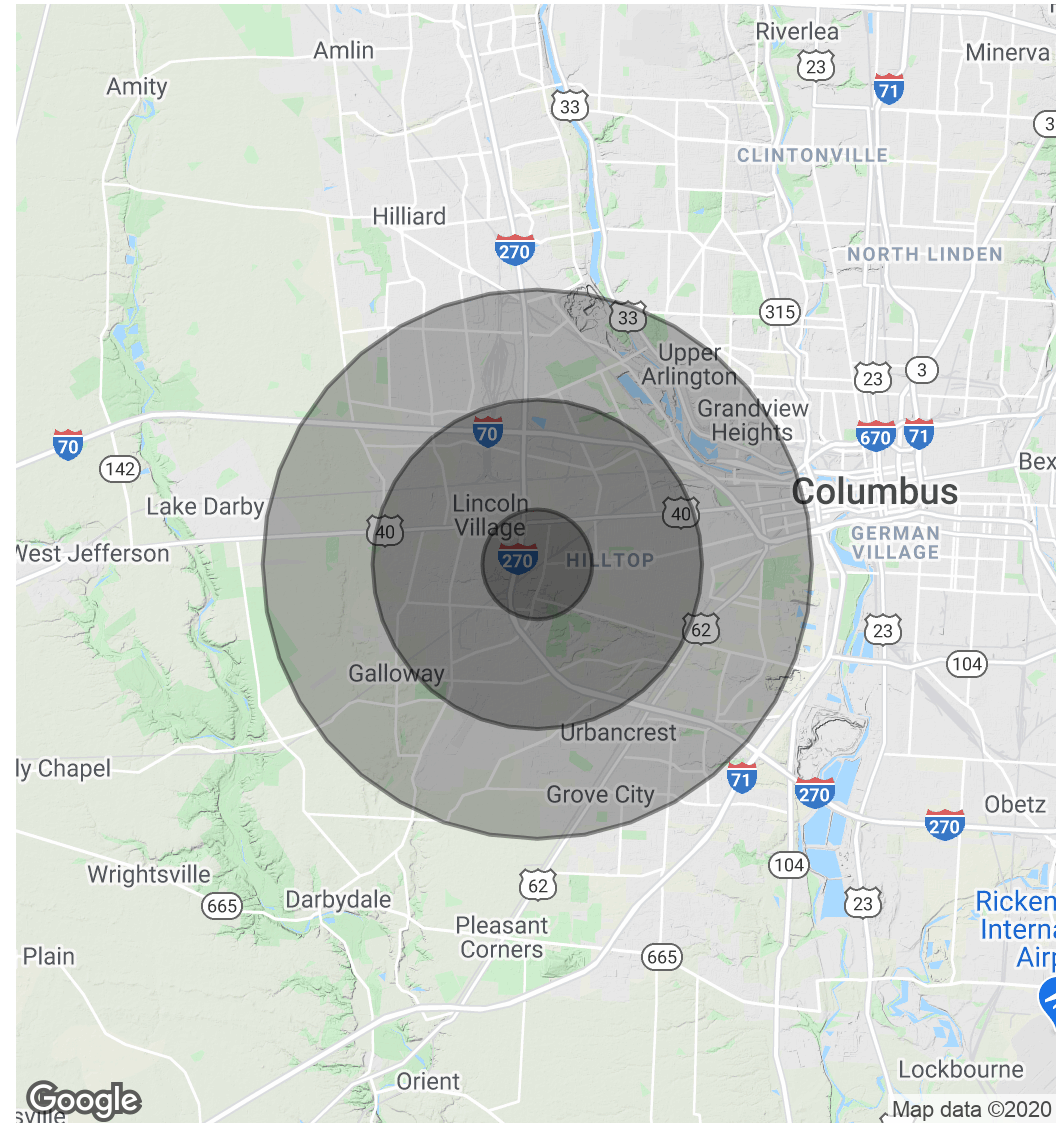 Riverlea
Amlin
23
Minerva
Amity
71
33
3
CLINTONVILLE
Hilliard
270
NORTH LINDEN
315
33
Upper
Arlington
3
23
Grandview
Heights
70
70
670
71
142
Bex
Columbus
Lincoln
Village
Lake Darby
40
40
GERMAN
VILLAGE
West Jefferson
270
HILLTOP
62
23
104
Galloway
Urbancrest
ly Chapel
71
270
Grove City
Obetz
270
104
Wrightsville
62
665
Darbydale
23
Ricken
Interna
Airp
Pleasant
Corners
Plain
665
Lockbourne
Orient
Google
sville
Map data ©2020